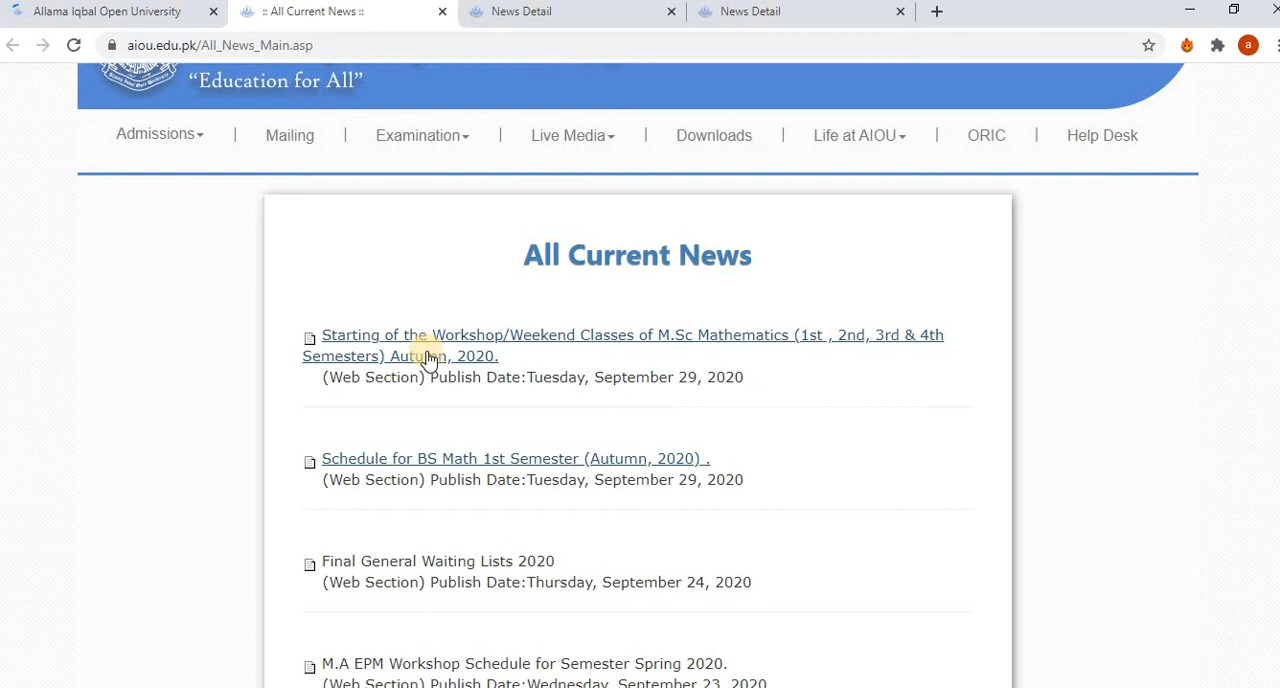 Allama Iqbal Open University
:: All Current News ::
News Detail
News Detail
aiou.edu.pk/All_News_Main.asp
a
“Education for All”
Admissions | Mailing | Examination | Live Media | Downloads | Life at AIOU | ORIC | Help Desk
All Current News
Starting of the Workshop/Weekend Classes of M.Sc Mathematics (1st , 2nd, 3rd & 4th
Semesters) Autumn, 2020.
(Web Section) Publish Date:Tuesday, September 29, 2020
Schedule for BS Math 1st Semester (Autumn, 2020) .
(Web Section) Publish Date:Tuesday, September 29, 2020
Final General Waiting Lists 2020
(Web Section) Publish Date:Thursday, September 24, 2020
M.A EPM Workshop Schedule for Semester Spring 2020.
(Web Section) Publish Date:Wednesday, September 23, 2020